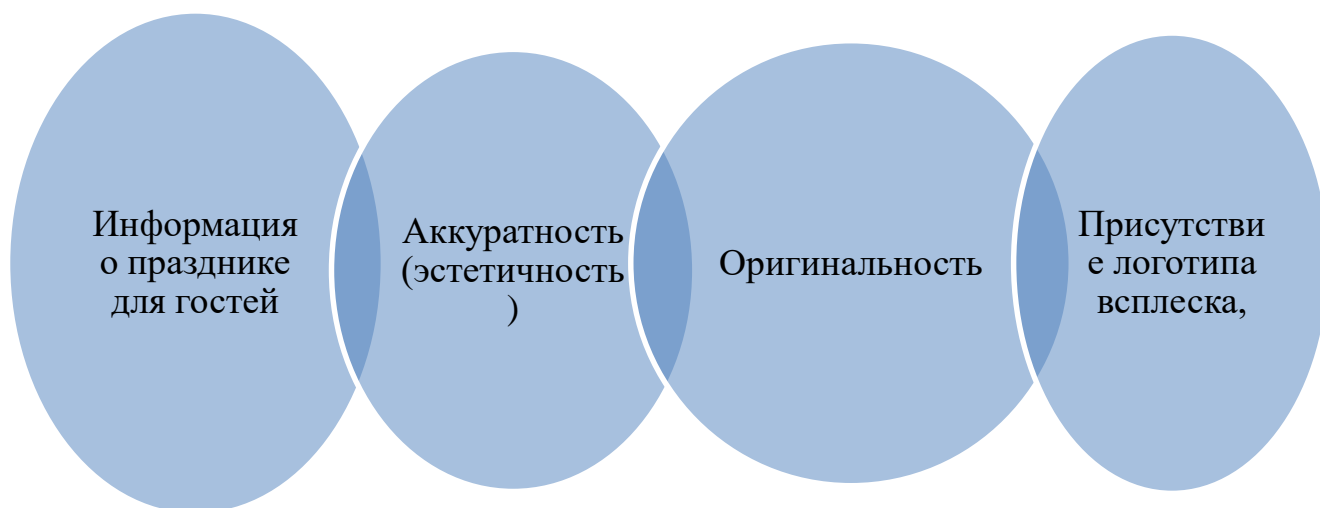 Информация
о празднике
для гостей
Аккуратность
(эстетичность
)
Оригинальность
Присутстви
е логотипа
всплеска,